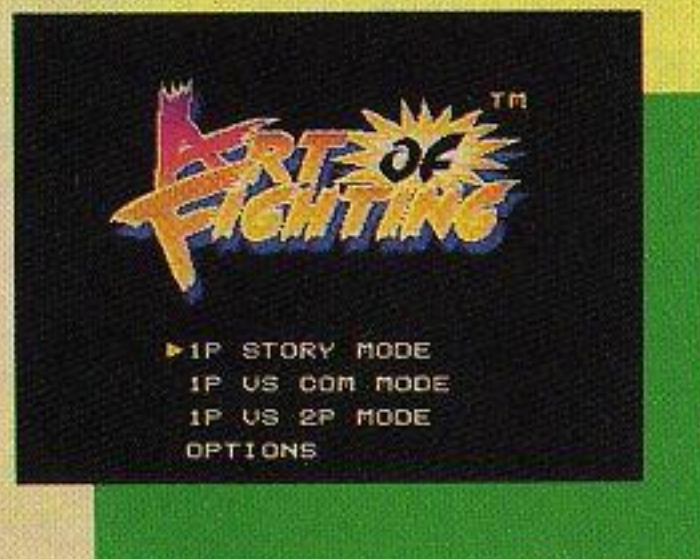 ART OF
FIGHTING
TM
1P STORY MODE
1P VS COM MODE
1P VS 2P MODE
OPTIONS